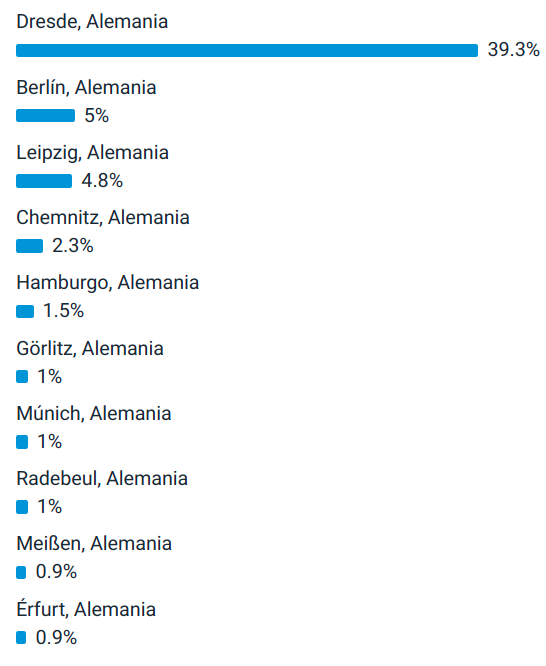 Dresde, Alemania
39.3%
Berlín, Alemania
5%
Leipzig, Alemania
4.8%
Chemnitz, Alemania
2.3%
Hamburgo, Alemania
1.5%
Görlitz, Alemania
1%
Múnich, Alemania
1%
Radebeul, Alemania
1%
Meißen, Alemania
0.9%
Érfurt, Alemania
0.9%